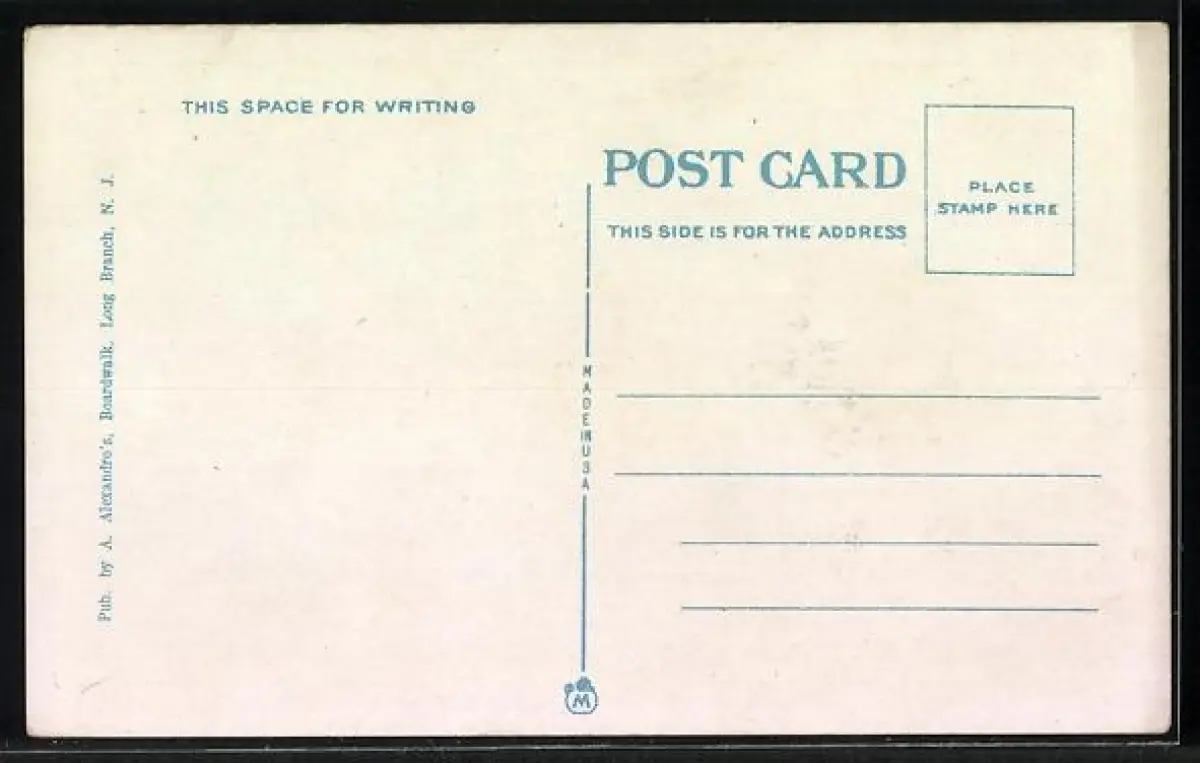 THIS SPACE FOR WRITING
POST CARD
THIS SIDE IS FOR THE ADDRESS
PLACE
STAMP HERE
Pub. by A. Alexandro's, Boardwalk, Long Branch, N. J.
MADE IN USA
M